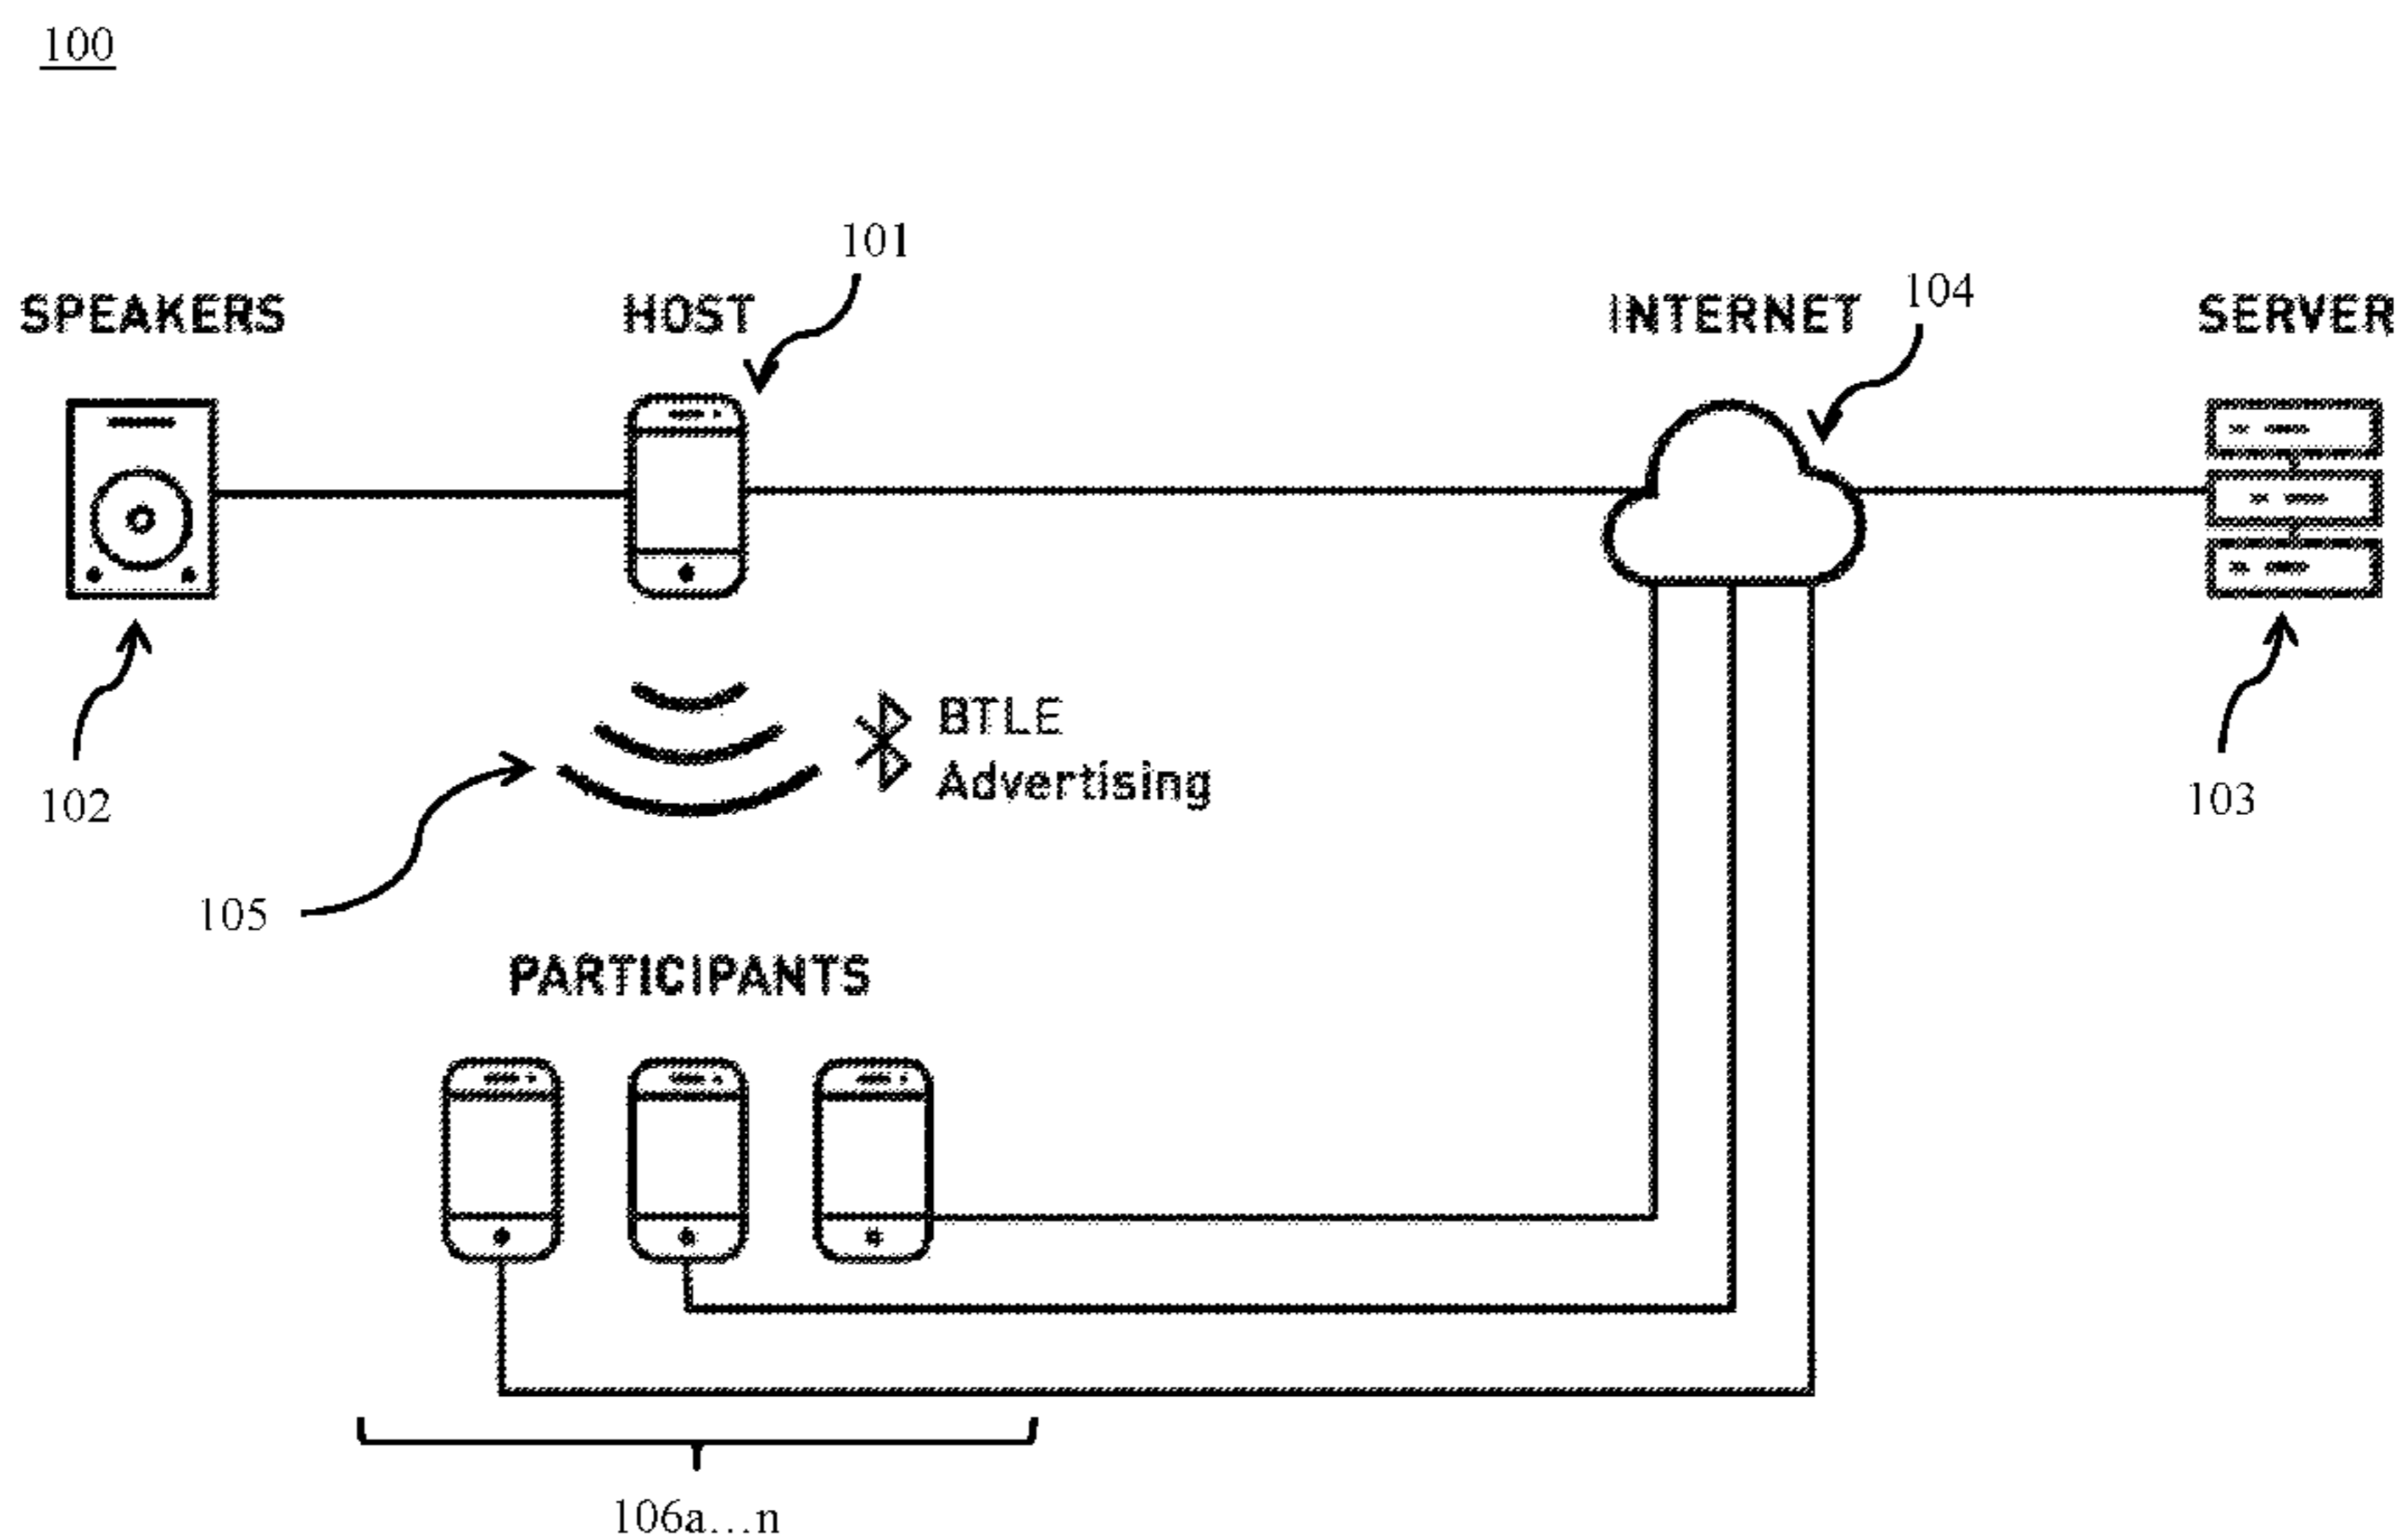 100
101
104
SPEAKERS
HOST
INTERNET
SERVER
BTLE
Advertising
102
103
105
PARTICIPANTS
106a...n